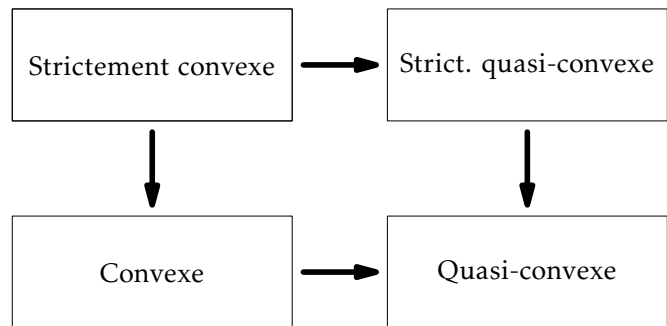 Strictement convexe
Strict. quasi-convexe
Convexe
Quasi-convexe